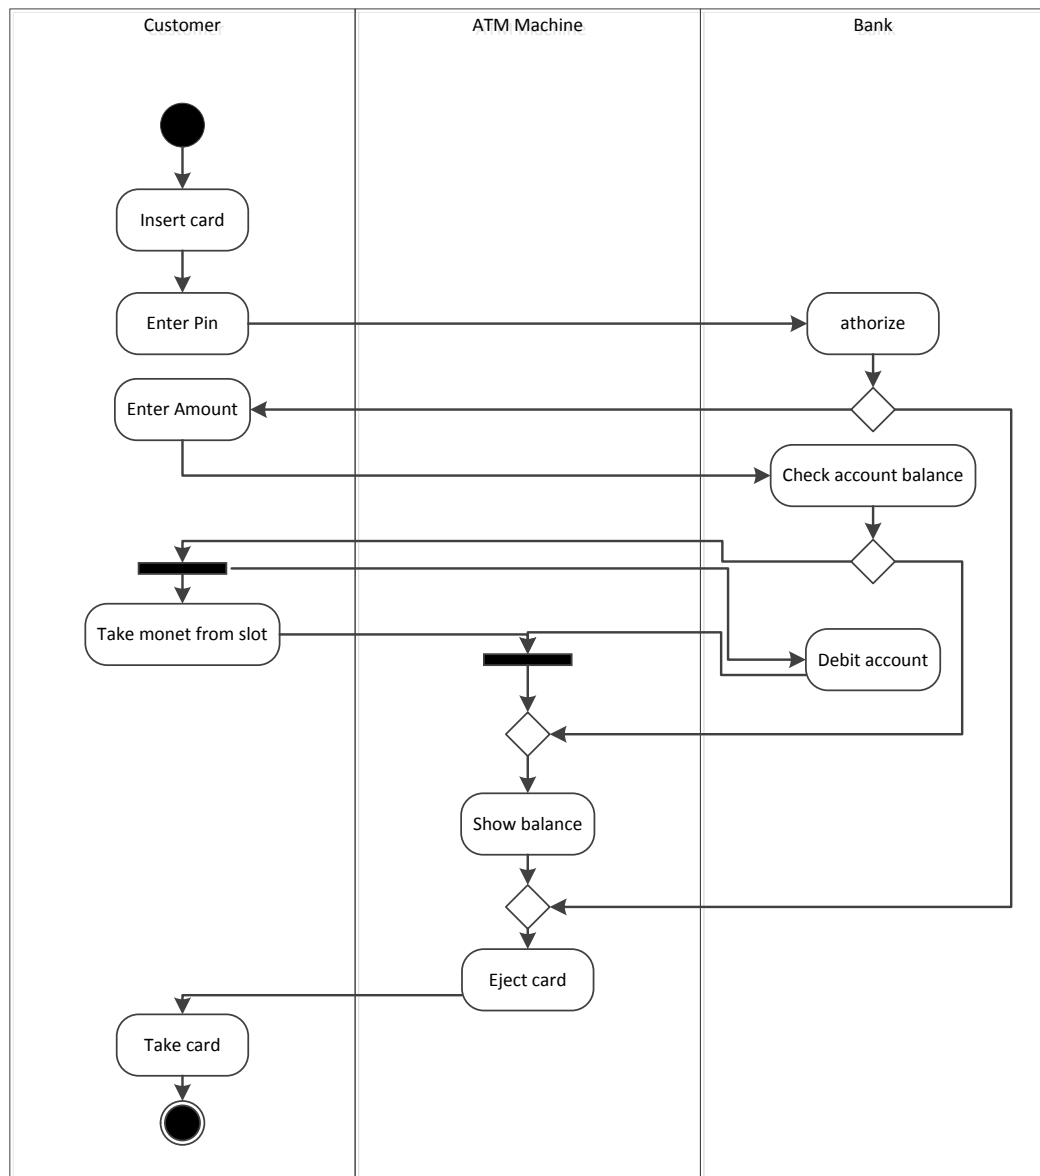 Customer
ATM Machine
Bank
Insert card
Enter Pin
athorize
Enter Amount
Check account balance
Take monet from slot
Debit account
Show balance
Eject card
Take card